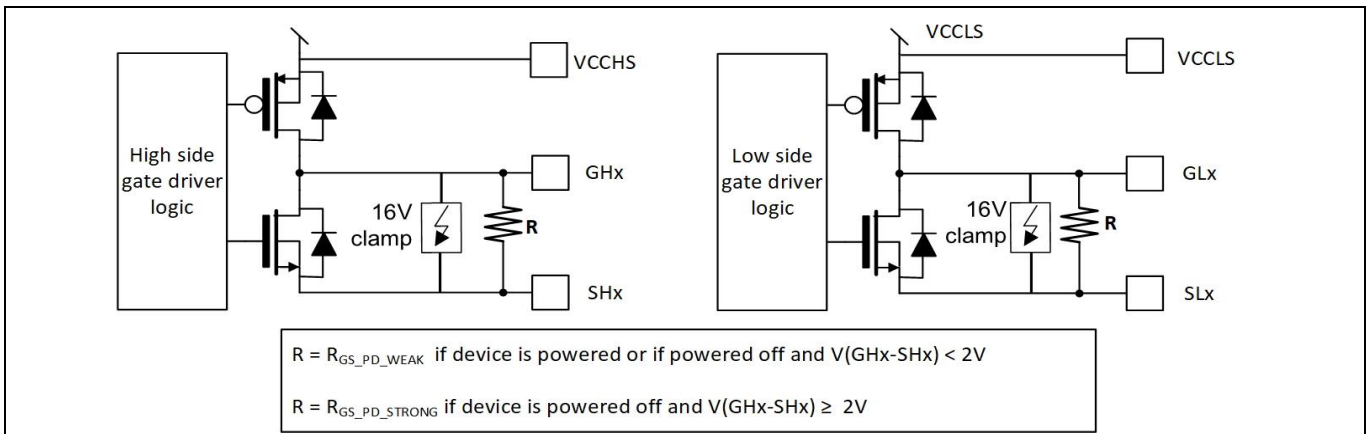 VCCHS
High side
gate driver
logic
GHx
16V
clamp
R
SHx
VCCLS
VCCLS
Low side
gate driver
logic
GLx
16V
clamp
R
SLx
R = RGS_PD_WEAK if device is powered or if powered off and V(GHx-SHx) < 2V
R = RGS_PD_STRONG if device is powered off and V(GHx-SHx) ≥ 2V